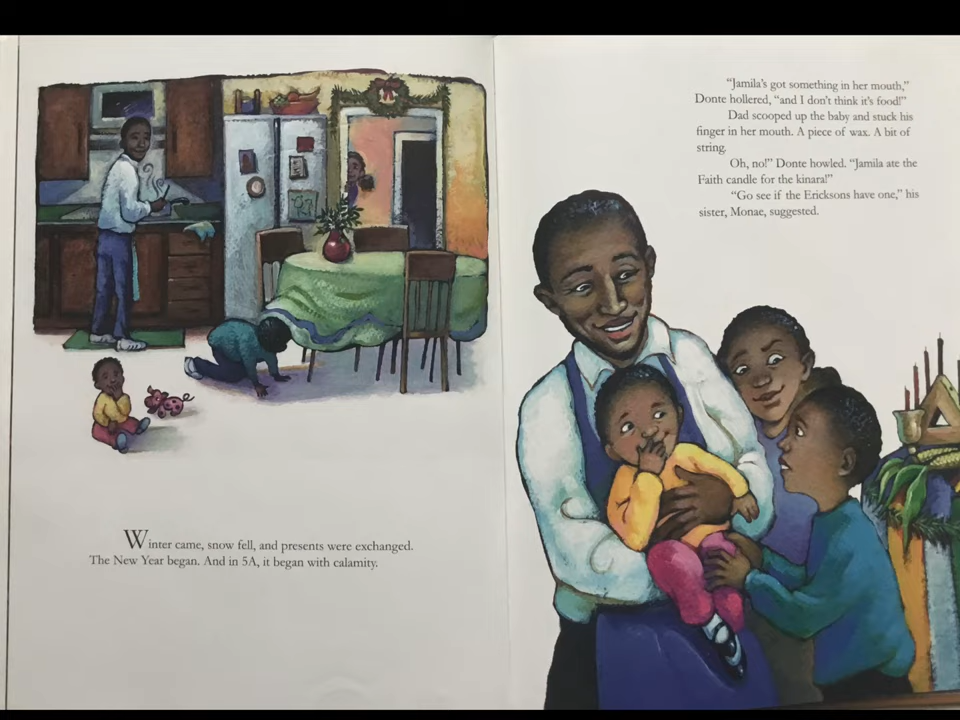 Winter came, snow fell, and presents were exchanged.
The New Year began. And in 5A, it began with calamity.
“Jamila’s got something in her mouth,”
Donte hollered, “and I don’t think it’s food!”
Dad scooped up the baby and stuck his
finger in her mouth. A piece of wax. A bit of
string.
Oh, no!” Donte howled. “Jamila ate the
Faith candle for the kinara!”
“Go see if the Ericksons have one,” his
sister, Monae, suggested.